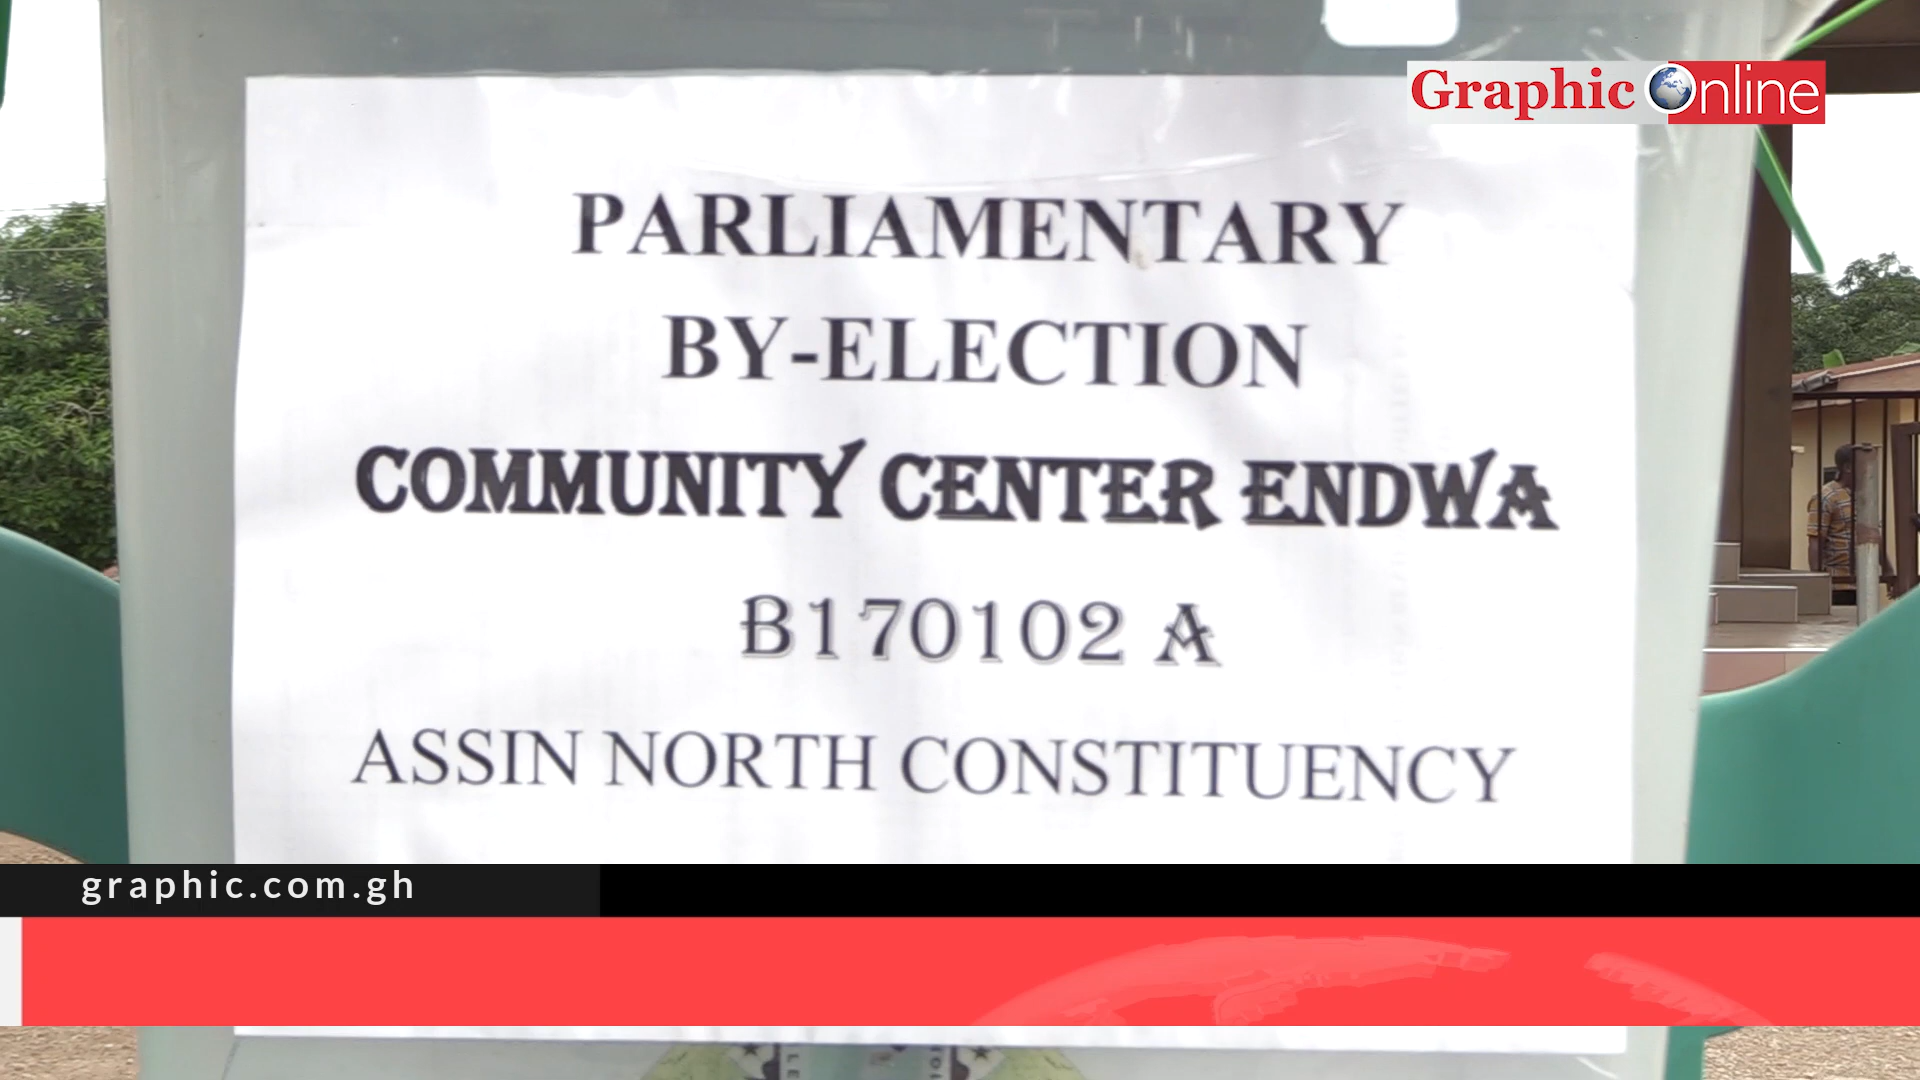 Graphic Online
PARLIAMENTARY
BY-ELECTION
COMMUNITY CENTER ENDWA
B170102 A
ASSIN NORTH CONSTITUENCY
graphic.com.gh